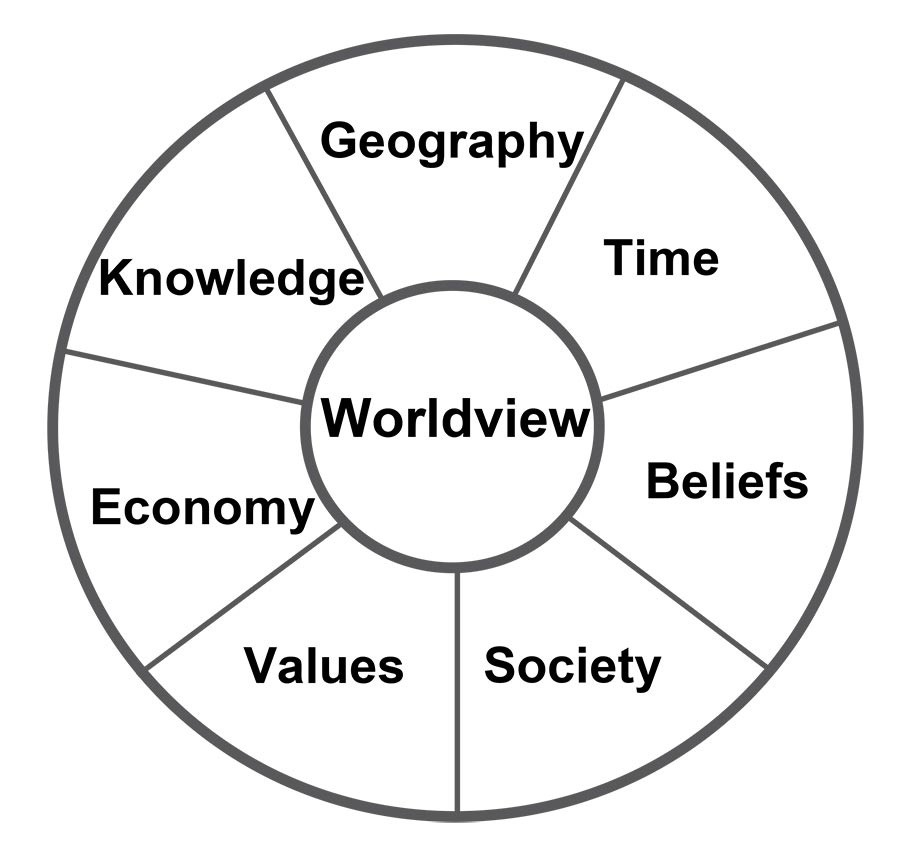 Geography
Time
Knowledge
Worldview
Beliefs
Economy
Values
Society